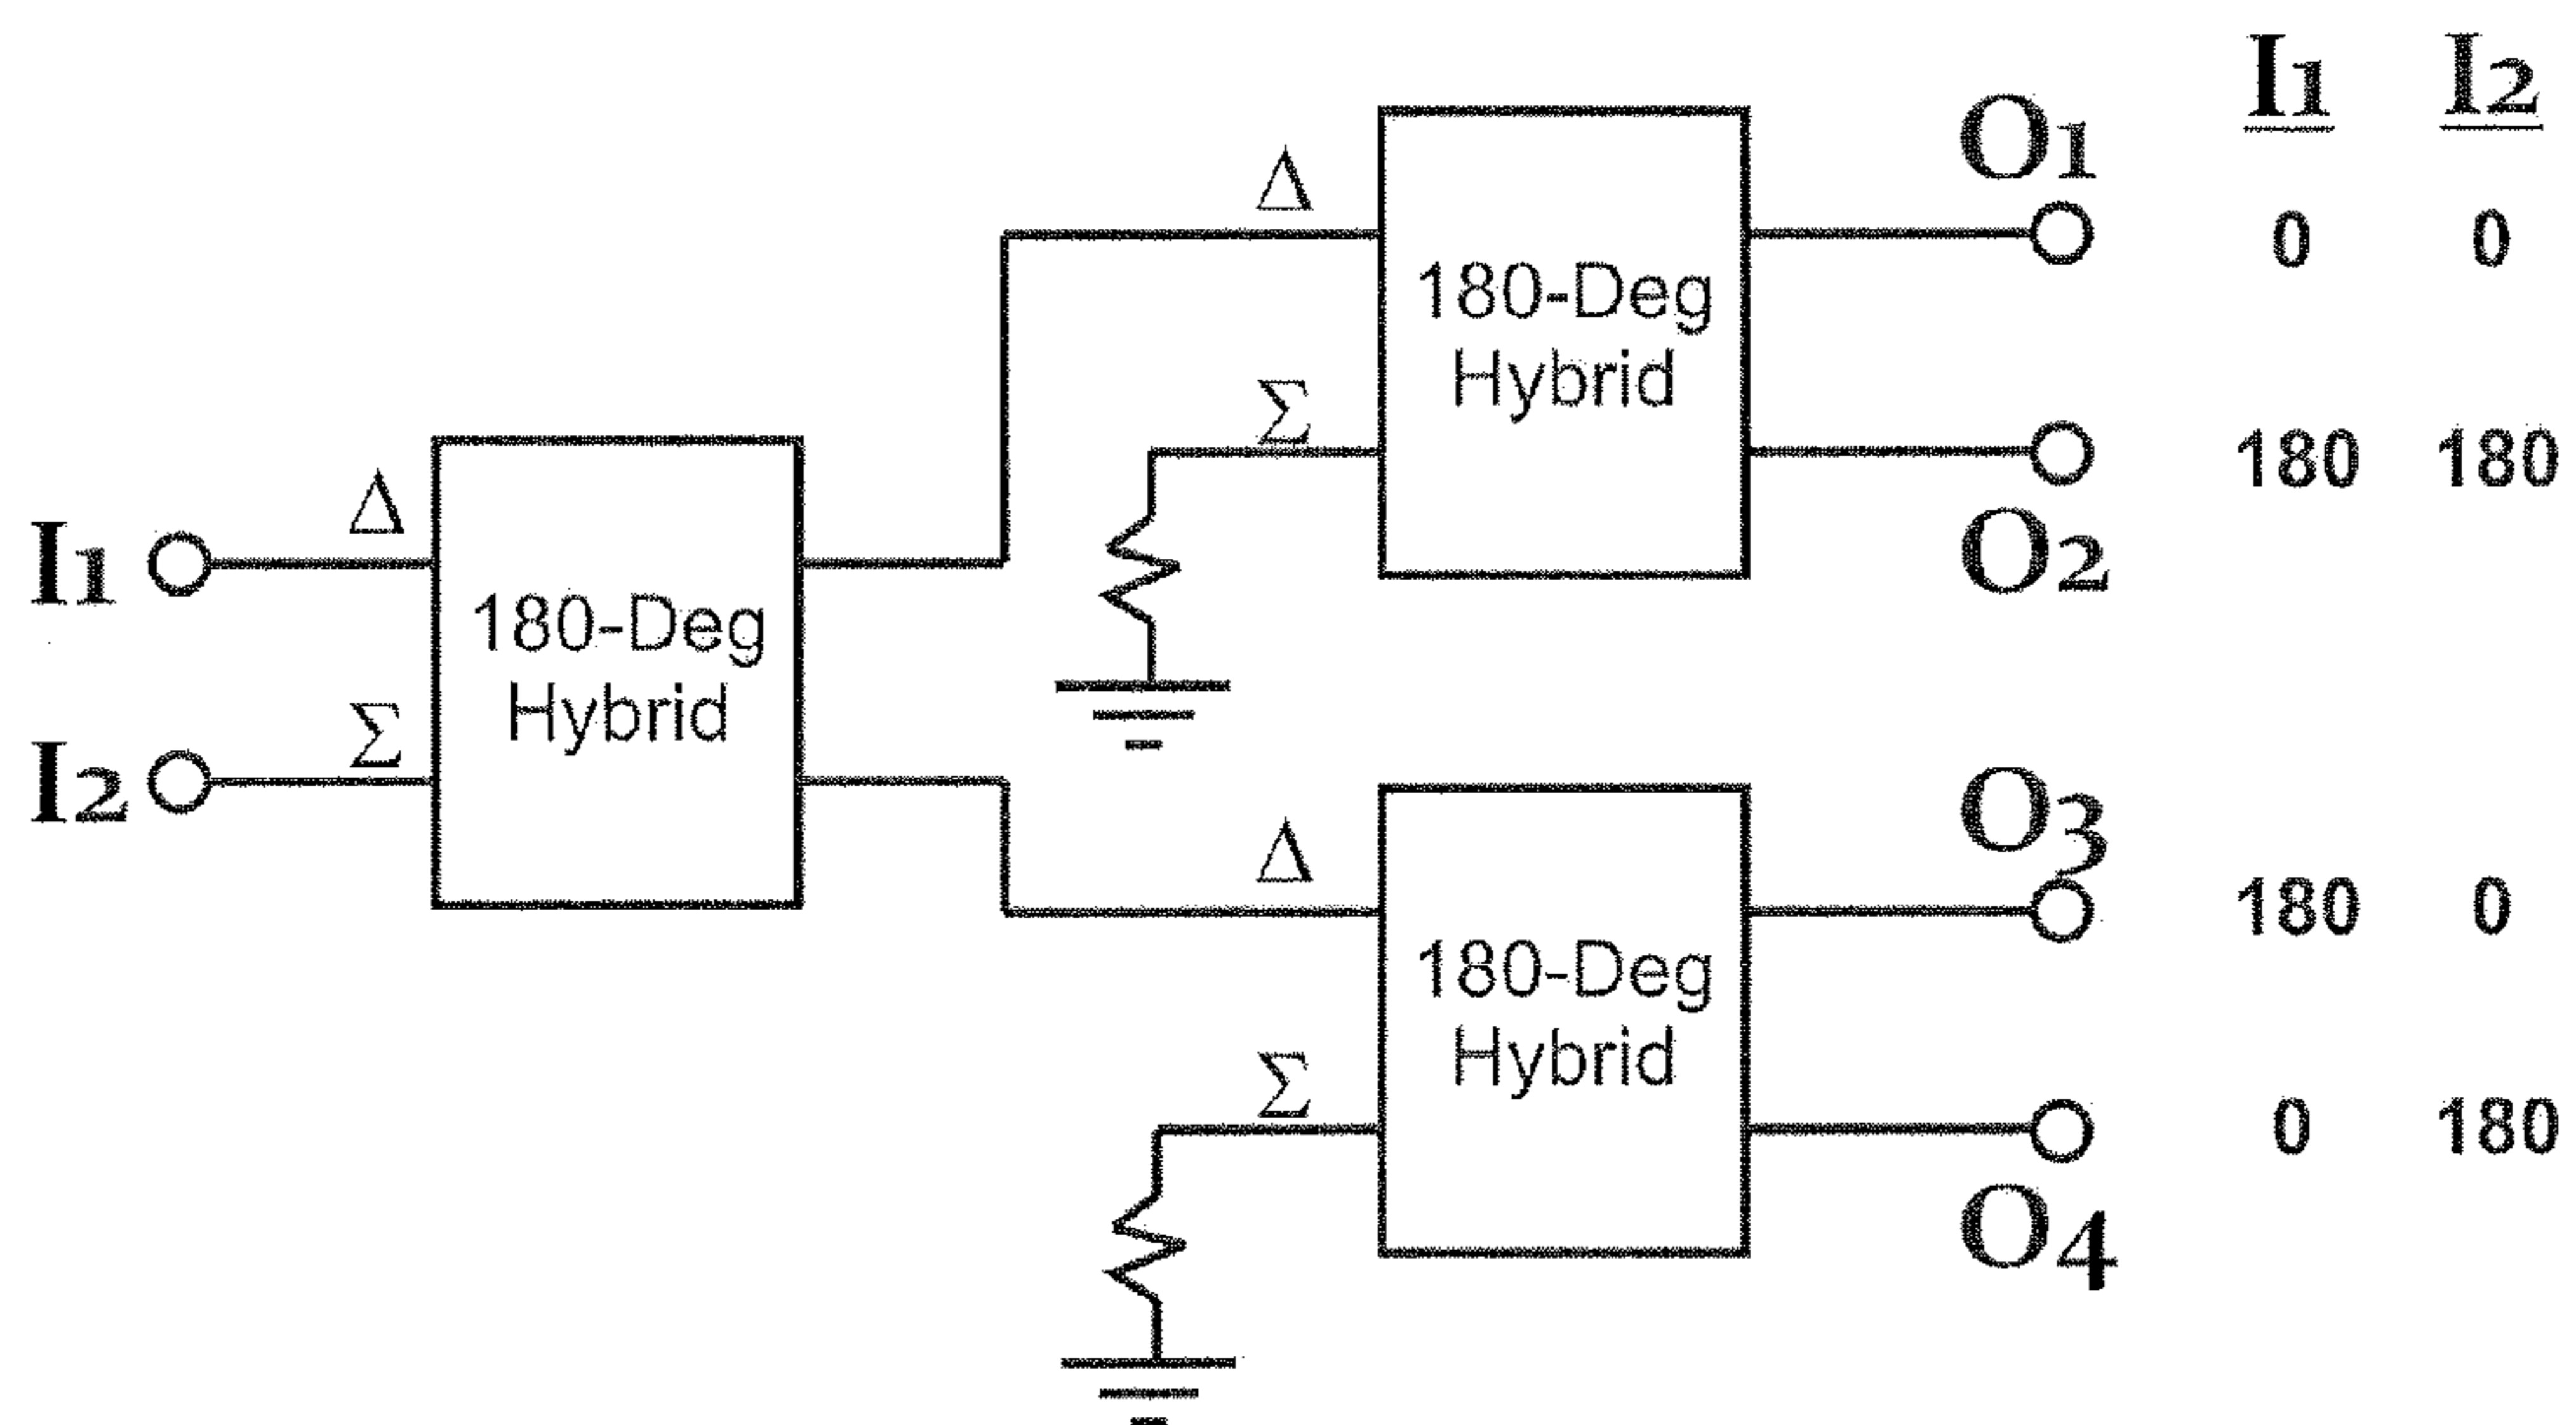 I1 I2
O1
0 0
Δ
180-Deg
Hybrid
Σ
180 180
O2
I1
Δ
180-Deg
Hybrid
I2
Σ
O3
180 0
Δ
180-Deg
Hybrid
Σ
0 180
O4